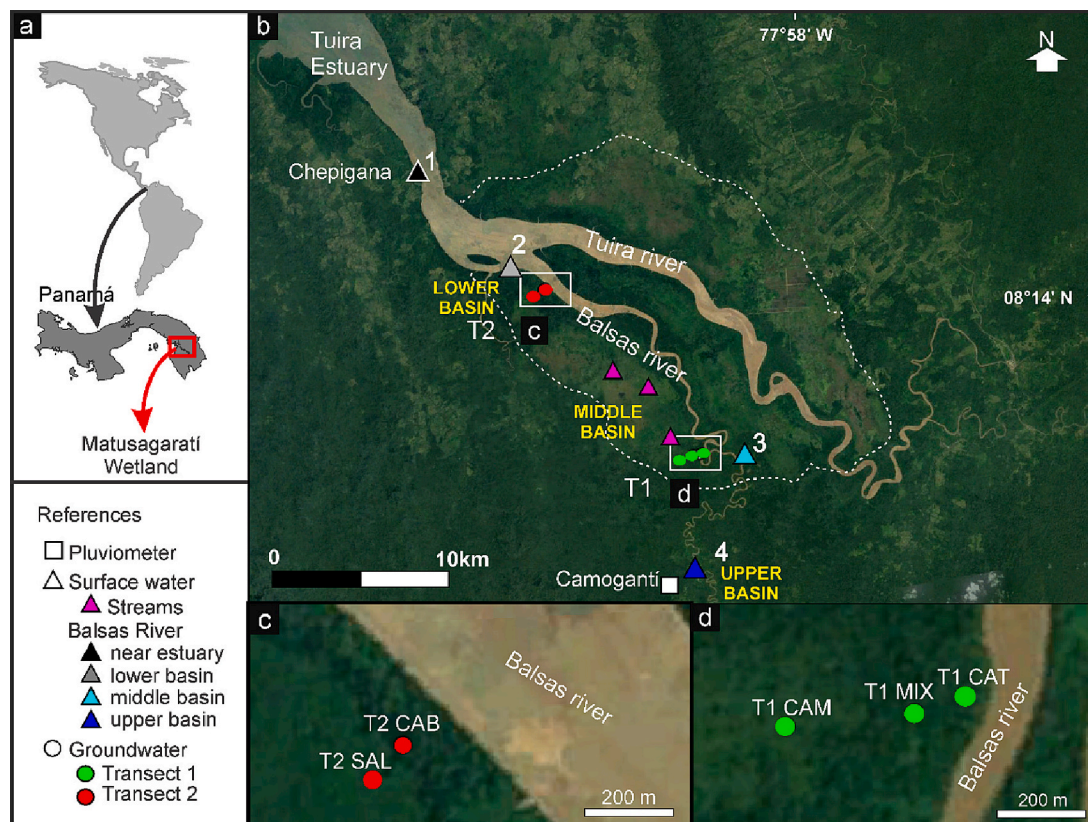 a
Panamá
Matusagaratí
Wetland
References
Pluviometer
Surface water
Streams
Balsas River
near estuary
lower basin
middle basin
upper basin
Groundwater
Transect 1
Transect 2
b
Tuira
Estuary
77°58' W
N
Chepigana
1
2
Tuira river
LOWER
BASIN
08°14' N
T2
c
Balsas river
MIDDLE
BASIN
3
T1
d
0
10km
4
Camogantí
UPPER
BASIN
c
Balsas river
T2 CAB
T2 SAL
200 m
d
T1 CAT
T1 MIX
T1 CAM
Balsas river
200 m